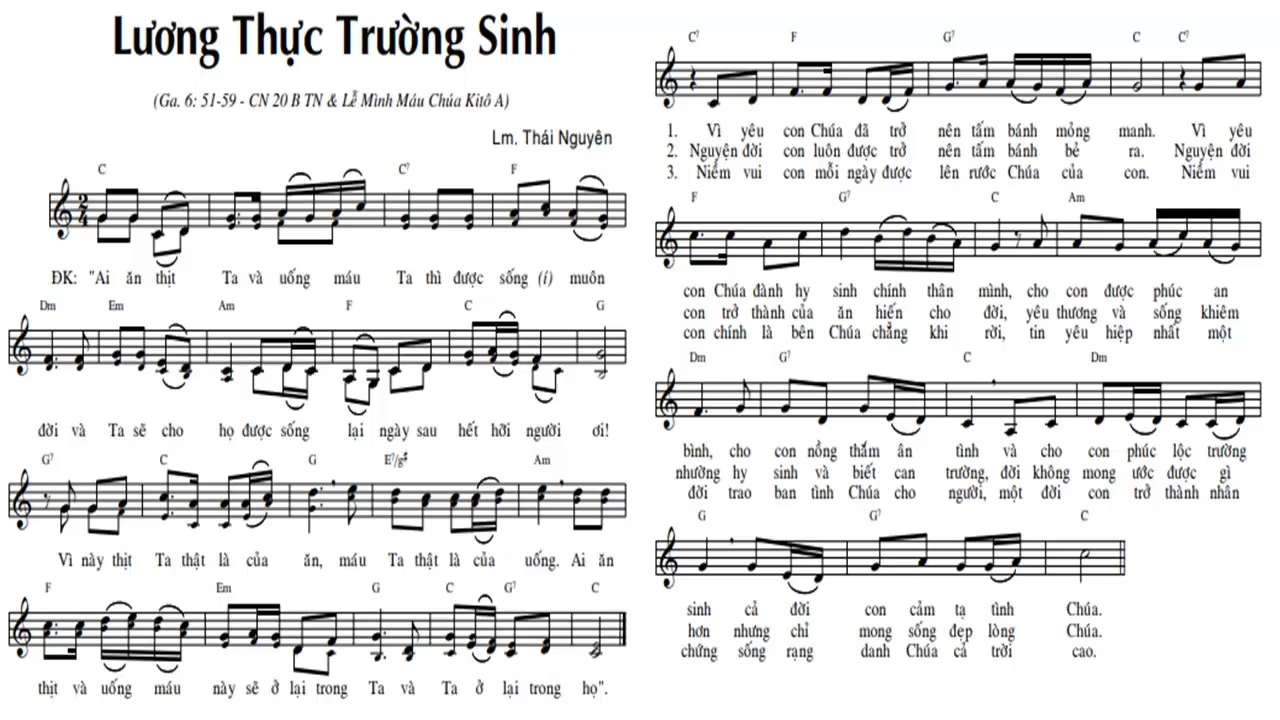 Lương Thực Trường Sinh
(Ga. 6: 51-59 - CN 20 B TN & Lễ Mình Máu Chúa Kitô A)
Lm. Thái Nguyên
C C7 F
2
4
ĐK: "Ai ăn thịt Ta và uống máu Ta thì được sống (í) muôn
Dm Em Am F C G
đời và Ta sẽ cho họ được sống lại ngày sau hết hỡi người ơi!
G7 C G E7/g# Am
Vì này thịt Ta thật là của ăn, máu Ta thật là của uống. Ai ăn
F Em G C G7 C
thịt và uống máu này sẽ ở lại trong Ta và Ta ở lại trong họ".
C7 F G7 C C7
1. Vì yêu con Chúa đã trở nên tấm bánh mỏng manh. Vì yêu
2. Nguyện đời con luôn được trở nên tấm bánh bẻ ra. Nguyện đời
3. Niềm vui con mỗi ngày được lên rước Chúa của con. Niềm vui
F G7 C Am
con Chúa đành hy sinh chính thân mình, cho con được phúc an
con trở thành của ăn hiến cho đời, yêu thương và sống khiêm
con chính là bên Chúa chẳng khi rời, tin yêu hiệp nhất một
Dm G7 C Dm
bình, cho con nồng thắm ân tình và cho con phúc lộc trường
nhường hy sinh và biết can trường, đời không mong ước được gì
đời trao ban tình Chúa cho người, một đời con trở thành nhân
G G7 C
sinh cả đời con cảm tạ tình Chúa.
hơn nhưng chỉ mong sống đẹp lòng Chúa.
chứng sống rạng danh Chúa cả trời cao.